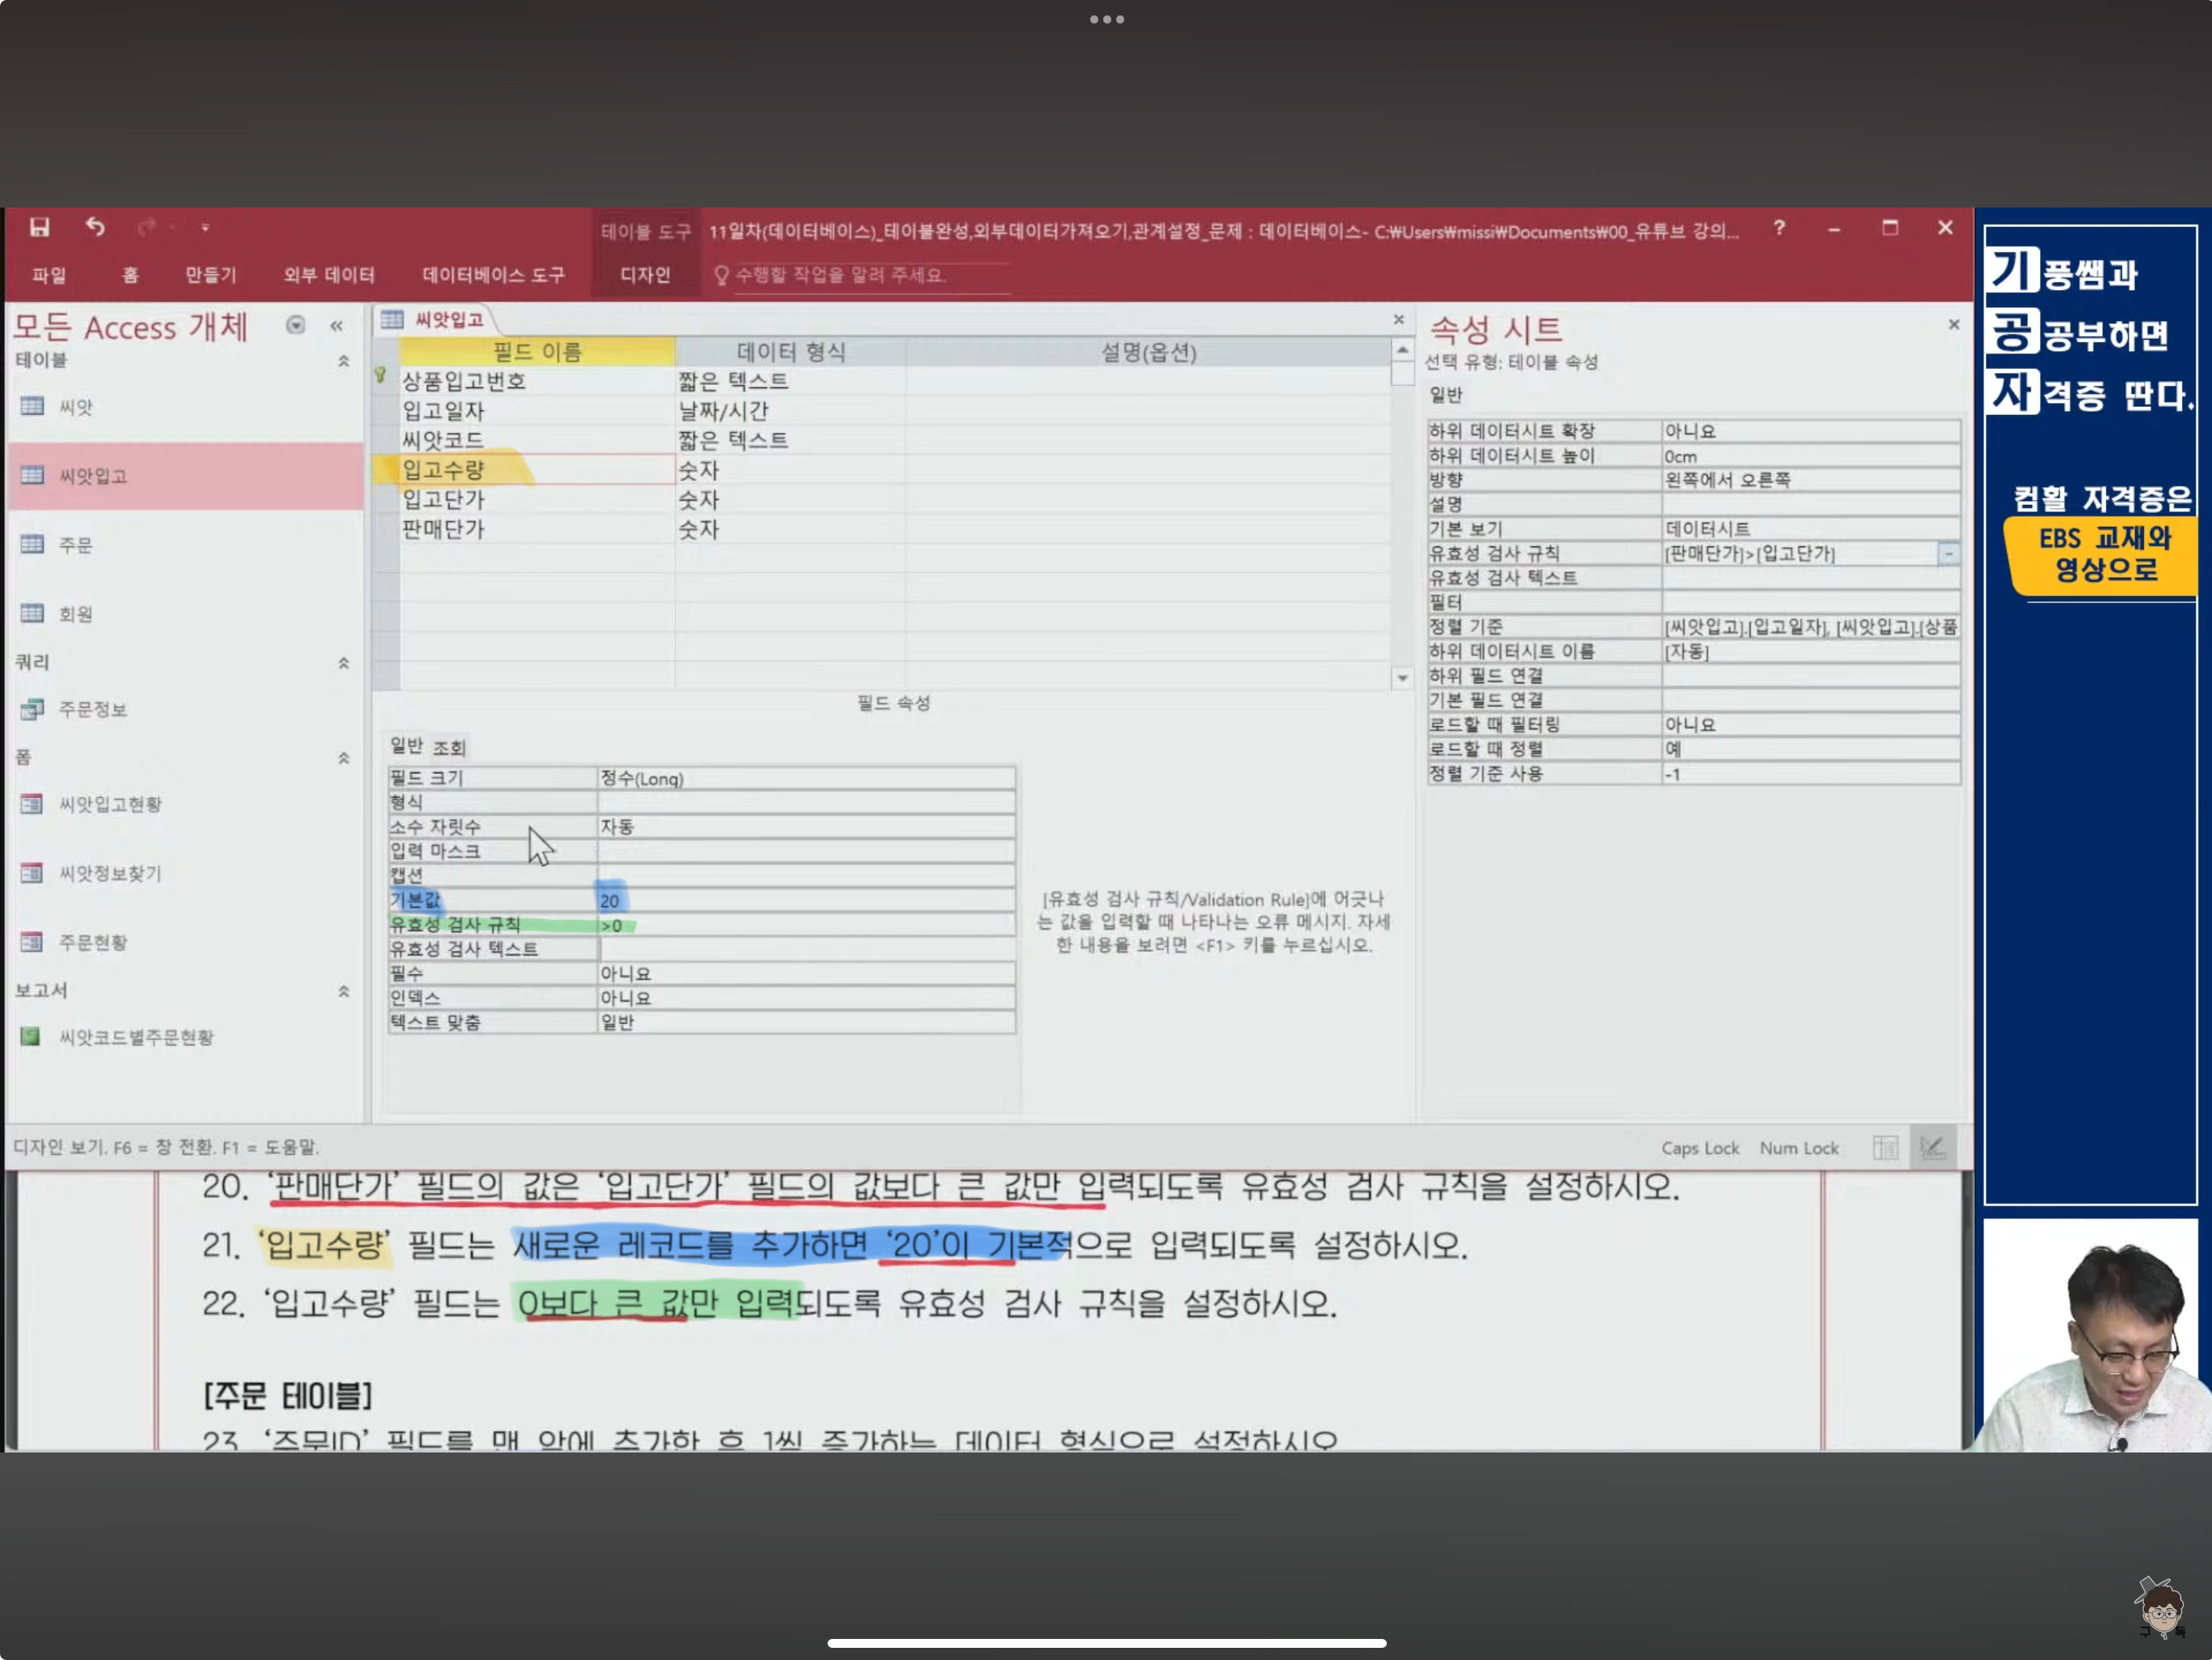 테이블 도구
11일차(데이터베이스)_테이블완성,외부데이터가져오기,관계설정_문제 : 데이터베이스- C:₩Users₩missi₩Documents₩00_유튜브 강의...
?
파일 홈 만들기 외부 데이터 데이터베이스 도구 디자인 수행할 작업을 알려 주세요.
모든 Access 개체
테이블
씨앗
씨앗입고
주문
회원
쿼리
주문정보
폼
씨앗입고현황
씨앗정보찾기
주문현황
보고서
씨앗코드별주문현황
씨앗입고
필드 이름 데이터 형식 설명(옵션)
상품입고번호 짧은 텍스트
입고일자 날짜/시간
씨앗코드 짧은 텍스트
입고수량 숫자
입고단가 숫자
판매단가 숫자
필드 속성
일반 조회
필드 크기 정수(Long)
형식
소수 자릿수 자동
입력 마스크
캡션
기본값 20
유효성 검사 규칙 >0
유효성 검사 텍스트
필수 아니요
인덱스 아니요
텍스트 맞춤 일반
[유효성 검사 규칙/Validation Rule]에 어긋나
는 값을 입력할 때 나타나는 오류 메시지. 자세
한 내용을 보려면 <F1> 키를 누르십시오.
속성 시트
선택 유형: 테이블 속성
일반
하위 데이터시트 확장 아니요
하위 데이터시트 높이 0cm
방향 왼쪽에서 오른쪽
설명
기본 보기 데이터시트
유효성 검사 규칙 [판매단가]>[입고단가]
유효성 검사 텍스트
필터
정렬 기준 [씨앗입고].[입고일자], [씨앗입고].[상품
하위 데이터시트 이름 [자동]
하위 필드 연결
기본 필드 연결
로드할 때 필터링 아니요
로드할 때 정렬 예
정렬 기준 사용 -1
디자인 보기. F6 = 창 전환. F1 = 도움말.
Caps Lock Num Lock
20. ‘판매단가’ 필드의 값은 ‘입고단가’ 필드의 값보다 큰 값만 입력되도록 유효성 검사 규칙을 설정하시오.
21. ‘입고수량’ 필드는 새로운 레코드를 추가하면 ‘20’이 기본적으로 입력되도록 설정하시오.
22. ‘입고수량’ 필드는 0보다 큰 값만 입력되도록 유효성 검사 규칙을 설정하시오.
[주문 테이블]
23. ‘주문ID’ 필드를 맨 앞에 추가한 후 1씩 증가하는 데이터 형식으로 설정하시오
기풍쌤과
공공부하면
자격증 딴다.
컴활 자격증은
EBS 교재와
영상으로
구독